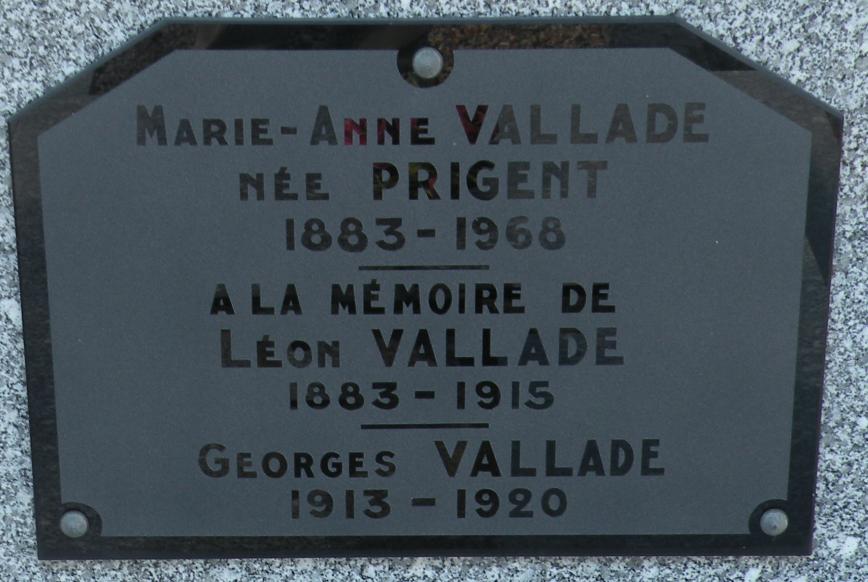 MARIE-ANNE VALLADE
NÉE PRIGENT
1883-1968
A LA MÉMOIRE DE
LÉON VALLADE
1883-1915
GEORGES VALLADE
1913-1920